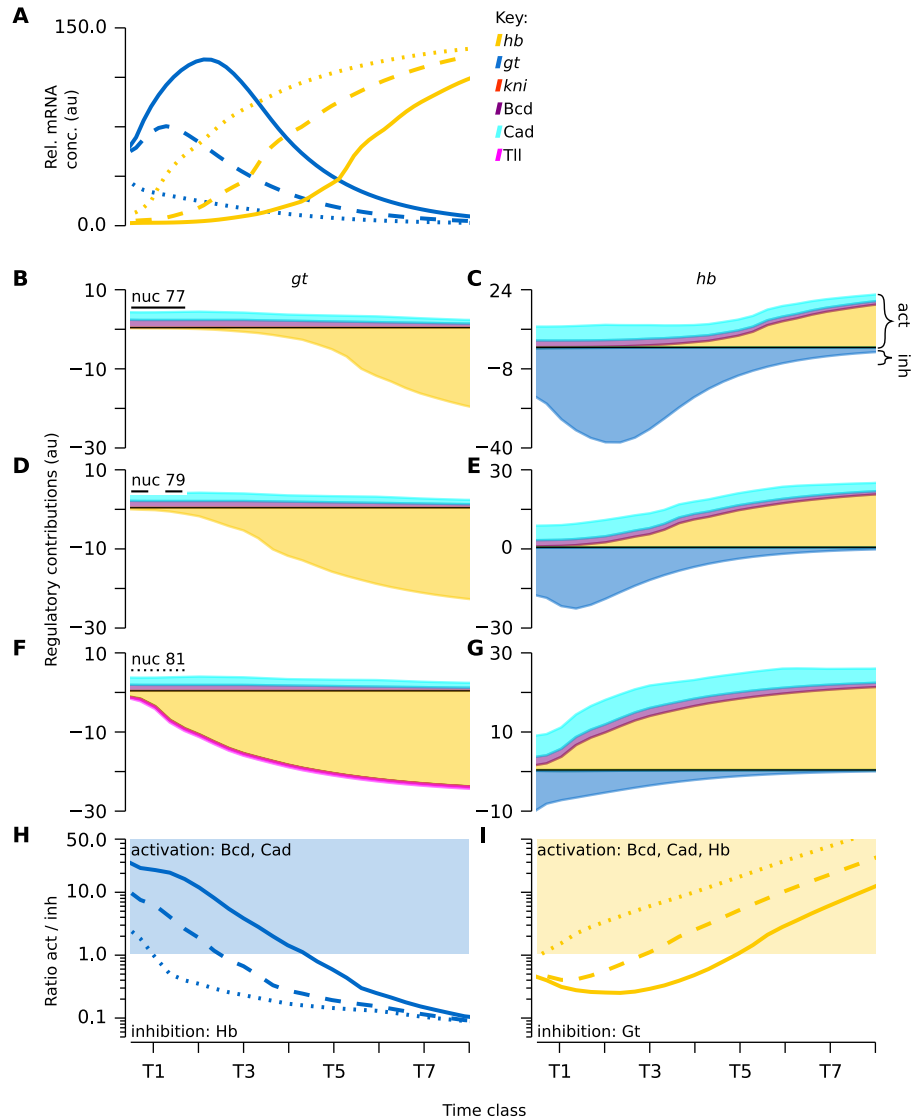 A
150.0
0.0
Rel. mRNA
conc. (au)
Key:
hb
gt
kni
Bcd
Cad
Tll
Regulatory contributions (au)
B
gt
10
−10
−30
nuc 77
C
hb
24
−8
−40
act
inh
D
10
−10
−30
nuc 79
E
30
0
−30
F
10
−10
−30
nuc 81
G
30
−10
H
50.0
10.0
1.0
0.1
Ratio act / inh
activation: Bcd, Cad
inhibition: Hb
I
activation: Bcd, Cad, Hb
inhibition: Gt
T1
T3
T5
T7
T1
T3
T5
T7
Time class